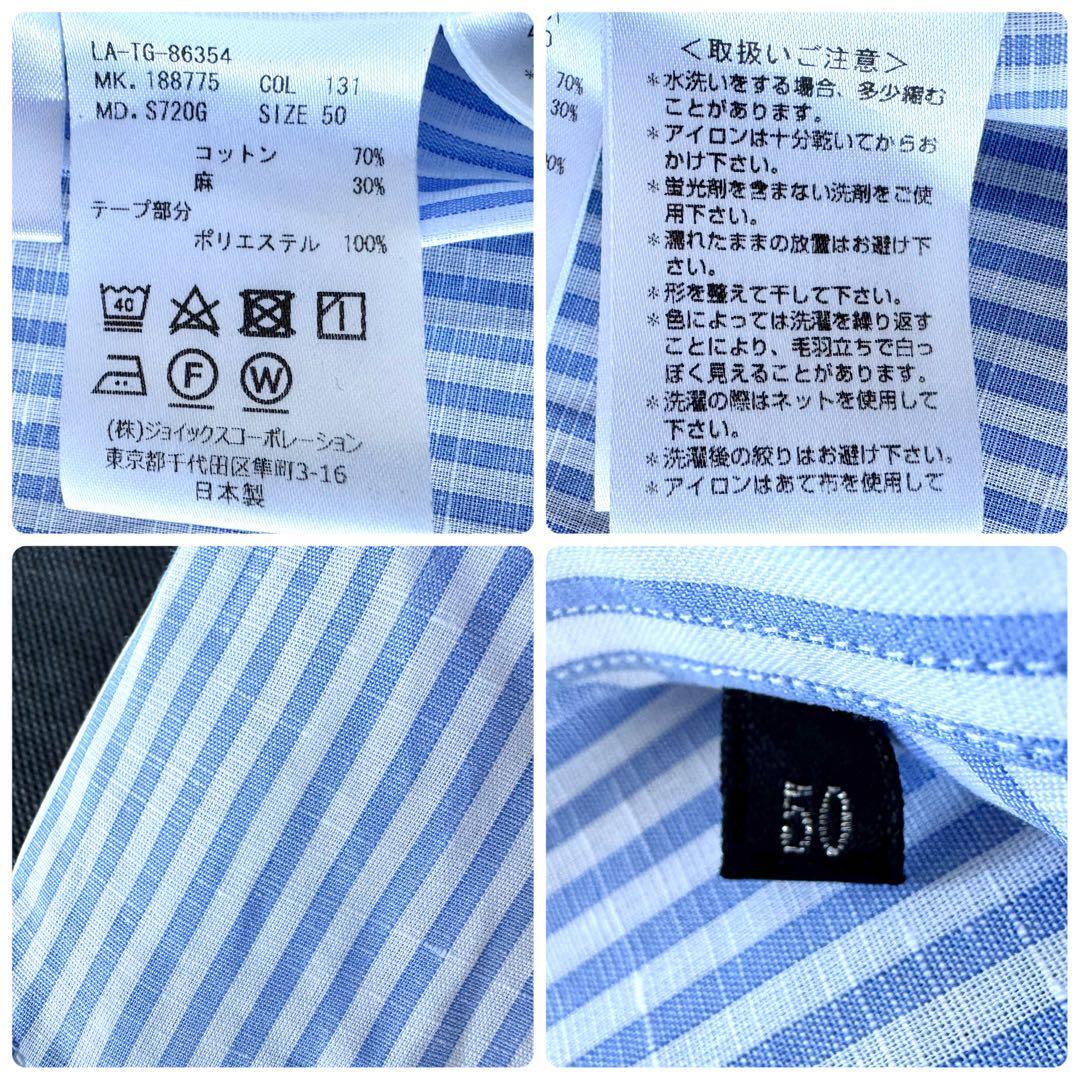 LA-TG-86354
MK. 188775 COL 131
MD. S720G SIZE 50
コットン 70%
麻 30%
テープ部分
ポリエステル 100%
40
F W
(株)ジョイックスコーポレーション
東京都千代田区隼町3-16
日本製
70%
30%
<取扱いご注意>
*水洗いをする場合、多少縮む
ことがあります。
*アイロンは十分乾いてからお
かけ下さい。
*蛍光剤を含まない洗剤をご使
用下さい。
*濡れたままの放置はお避け下
さい。
*形を整えて干して下さい。
*色によっては洗濯を繰り返す
ことにより、毛羽立ちで白っ
ぽく見えることがあります。
*洗濯の際はネットを使用して
下さい。
*洗濯後の絞りはお避け下さい。
*アイロンはあて布を使用して
50